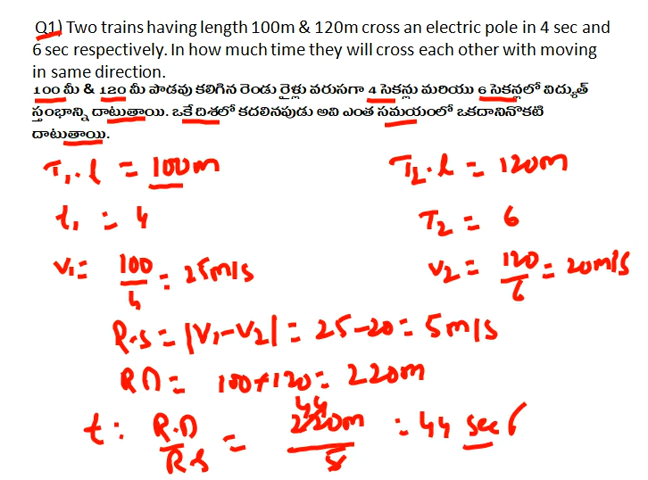 Q1) Two trains having length 100m & 120m cross an electric pole in 4 sec and
6 sec respectively. In how much time they will cross each other with moving
in same direction.
100 మీ & 120 మీ పొడవు కలిగిన రెండు రైళ్లు వరుసగా 4 సెకన్లు మరియు 6 సెకన్లలో విద్యుత్
స్తంభాన్ని దాటుతాయి. ఒకే దిశలో కదలినపుడు అవి ఎంత సమయంలో ఒకదానినొకటి
దాటుతాయి.
T₁.l = 100m T₂.l = 120m
t₁ = 4 T₂ = 6
V₁ = 100/4 = 25m/s V₂ = 120/6 = 20m/s
R.S = |V₁-V₂| = 25-20 = 5m/s
RD = 100+120 = 220m
t: R.D/RS = 220m/5 = 44 sec
44